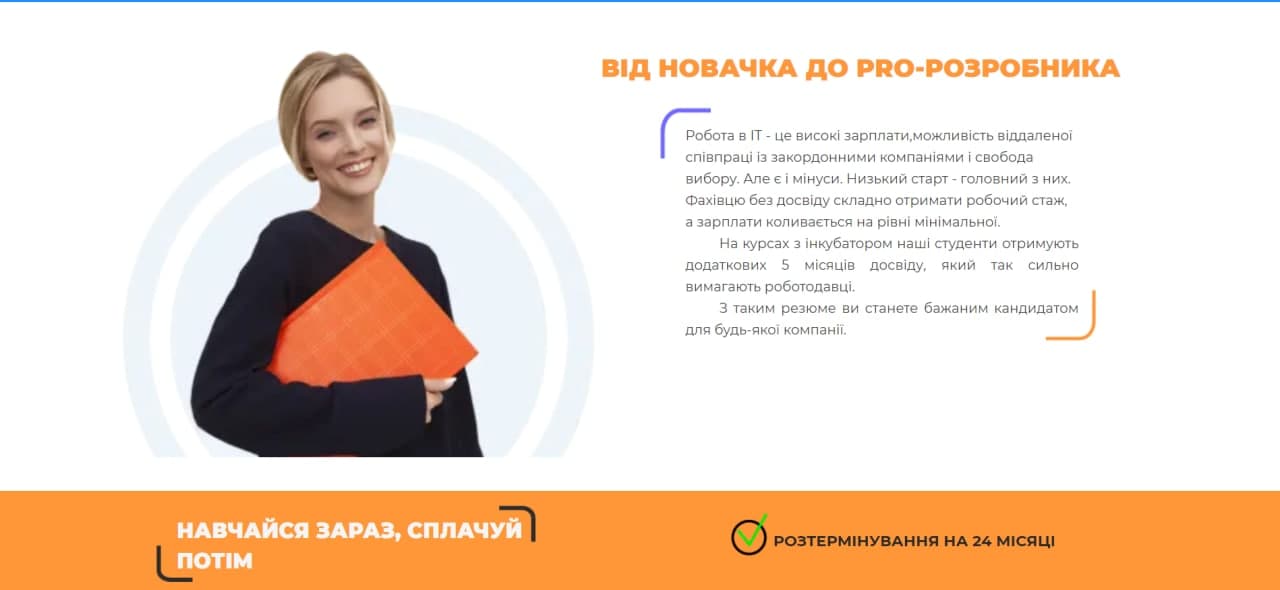 ВІД НОВАЧКА ДО PRO-РОЗРОБНИКА
Робота в IT - це високі зарплати,можливість віддаленої
співпраці із закордонними компаніями і свобода
вибору. Але є і мінуси. Низький старт - головний з них.
Фахівцю без досвіду складно отримати робочий стаж,
а зарплати коливається на рівні мінімальної.
На курсах з інкубатором наші студенти отримують
додаткових 5 місяців досвіду, який так сильно
вимагають роботодавці.
З таким резюме ви станете бажаним кандидатом
для будь-якої компанії.
НАВЧАЙСЯ ЗАРАЗ, СПЛАЧУЙ
ПОТІМ
РОЗТЕРМІНУВАННЯ НА 24 МІСЯЦІ